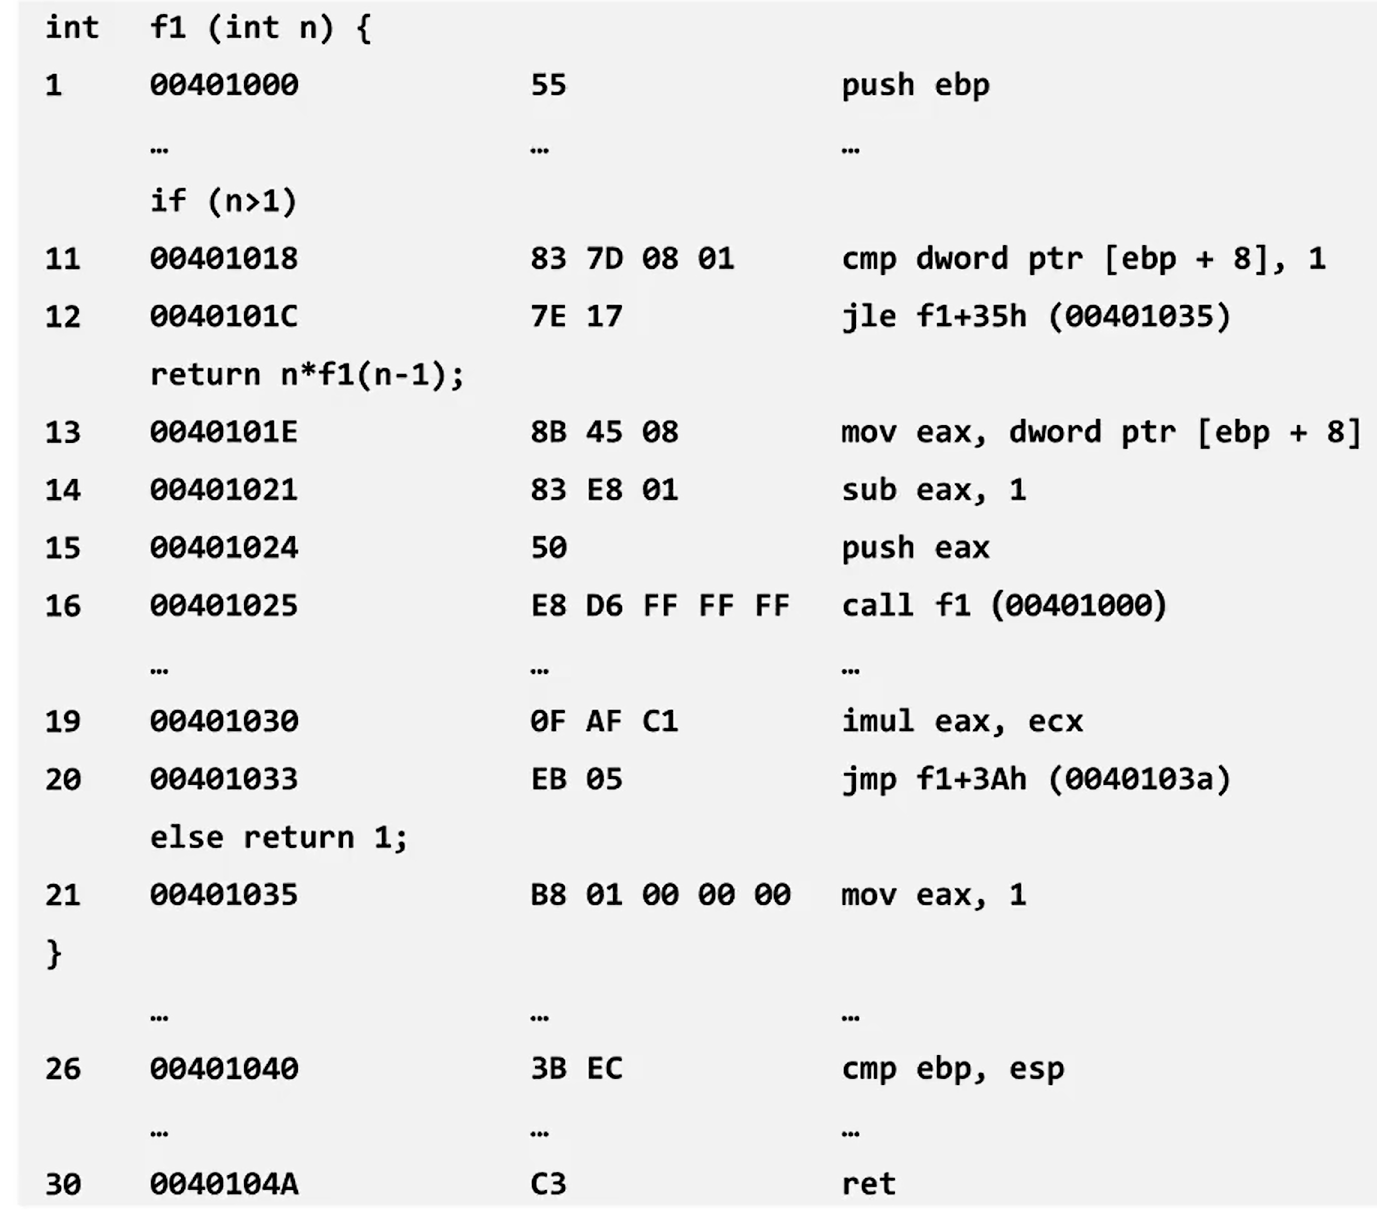 int f1 (int n) {
1 00401000 55 push ebp
… … …
if (n>1)
11 00401018 83 7D 08 01 cmp dword ptr [ebp + 8], 1
12 0040101C 7E 17 jle f1+35h (00401035)
return n*f1(n-1);
13 0040101E 8B 45 08 mov eax, dword ptr [ebp + 8]
14 00401021 83 E8 01 sub eax, 1
15 00401024 50 push eax
16 00401025 E8 D6 FF FF FF call f1 (00401000)
… … …
19 00401030 0F AF C1 imul eax, ecx
20 00401033 EB 05 jmp f1+3Ah (0040103a)
else return 1;
21 00401035 B8 01 00 00 00 mov eax, 1
}
… … …
26 00401040 3B EC cmp ebp, esp
… … …
30 0040104A C3 ret